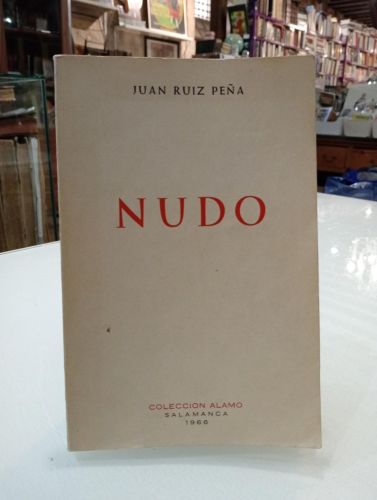 JUAN RUIZ PEÑA
NUDO
COLECCION ALAMO
SALAMANCA
1966